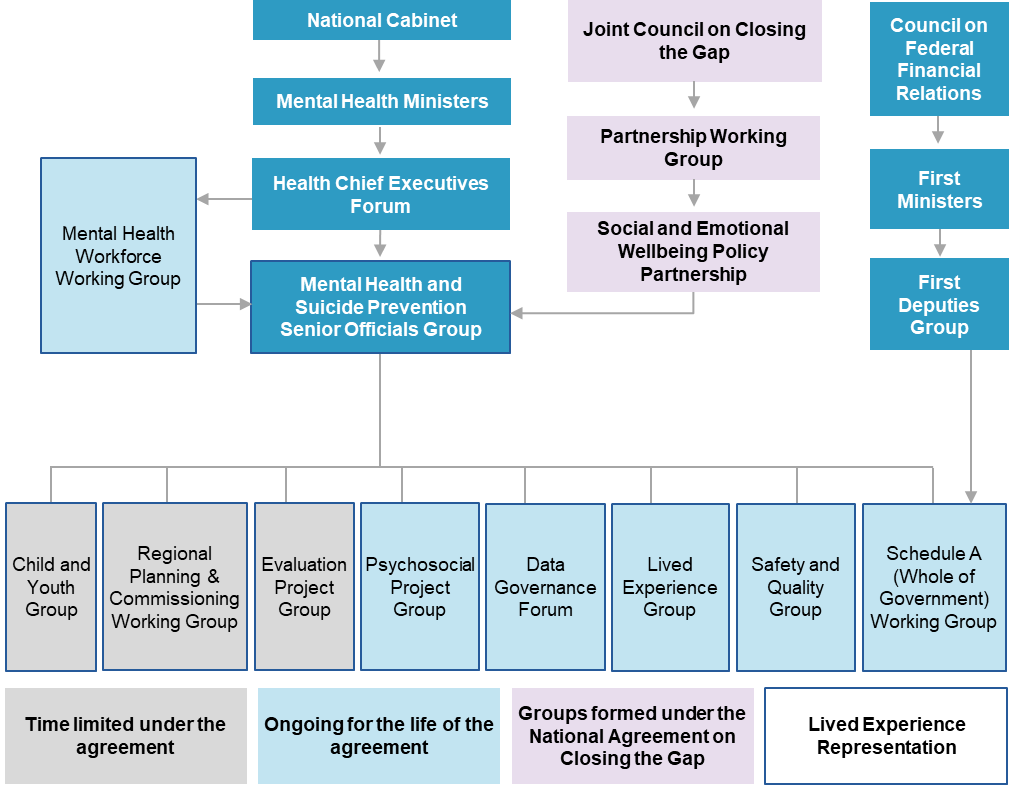 National Cabinet
Mental Health Ministers
Health Chief Executives
Forum
Mental Health and
Suicide Prevention
Senior Officials Group
Mental Health
Workforce
Working Group
Joint Council on Closing
the Gap
Partnership Working
Group
Social and Emotional
Wellbeing Policy
Partnership
Council on
Federal
Financial
Relations
First
Ministers
First
Deputies
Group
Child and
Youth
Group
Regional
Planning &
Commissioning
Working Group
Evaluation
Project
Group
Psychosocial
Project
Group
Data
Governance
Forum
Lived
Experience
Group
Safety and
Quality
Group
Schedule A
(Whole of
Government)
Working Group
Time limited under the
agreement
Ongoing for the life of the
agreement
Groups formed under the
National Agreement on
Closing the Gap
Lived Experience
Representation